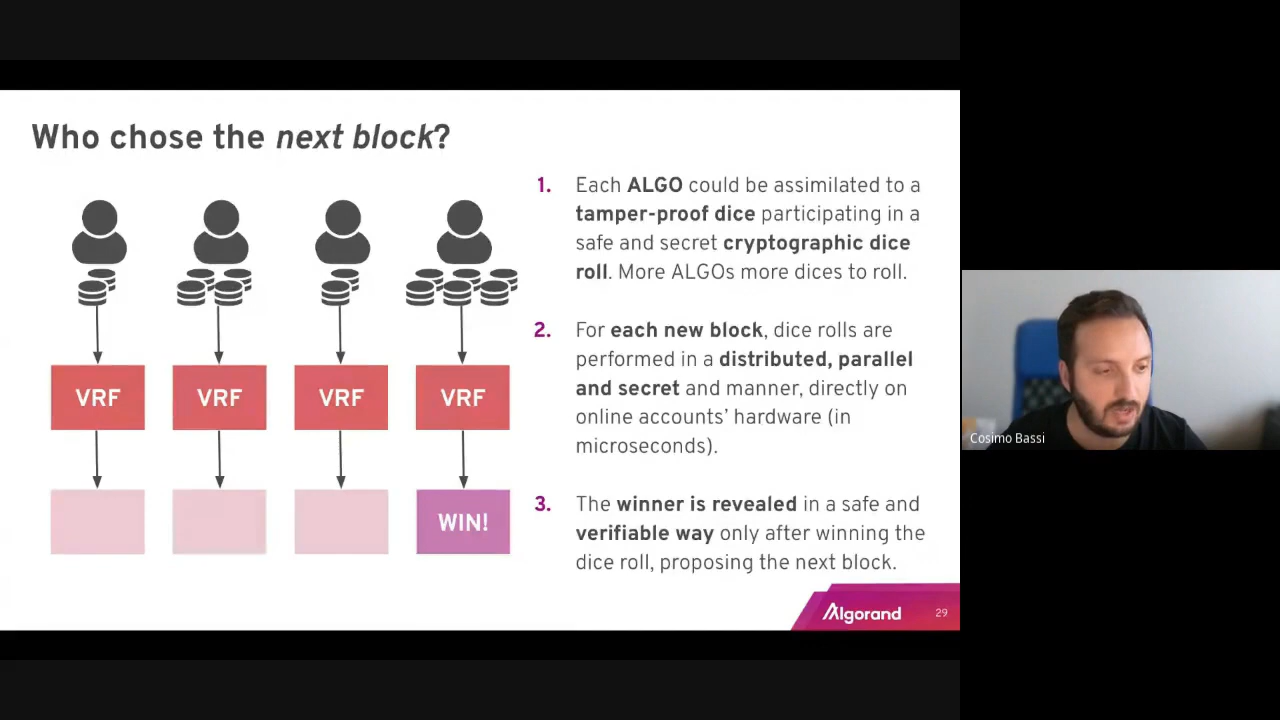 Who chose the next block?
1. Each ALGO could be assimilated to a
tamper-proof dice participating in a
safe and secret cryptographic dice
roll. More ALGOs more dices to roll.
2. For each new block, dice rolls are
performed in a distributed, parallel
and secret and manner, directly on
online accounts’ hardware (in
microseconds).
3. The winner is revealed in a safe and
verifiable way only after winning the
dice roll, proposing the next block.
VRF
VRF
VRF
VRF
WIN!
Algorand
29
Cosimo Bassi